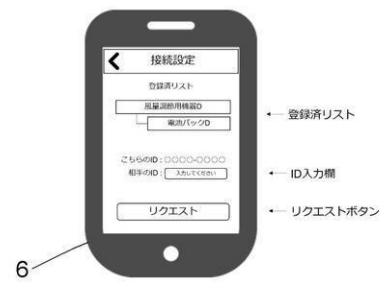 接続設定
登録済リスト
風量調節用機器D
電池パックD
登録済リスト
こちらのID：○○○○-○○○○
相手のID：入力してください
ID入力欄
リクエスト
リクエストボタン
6